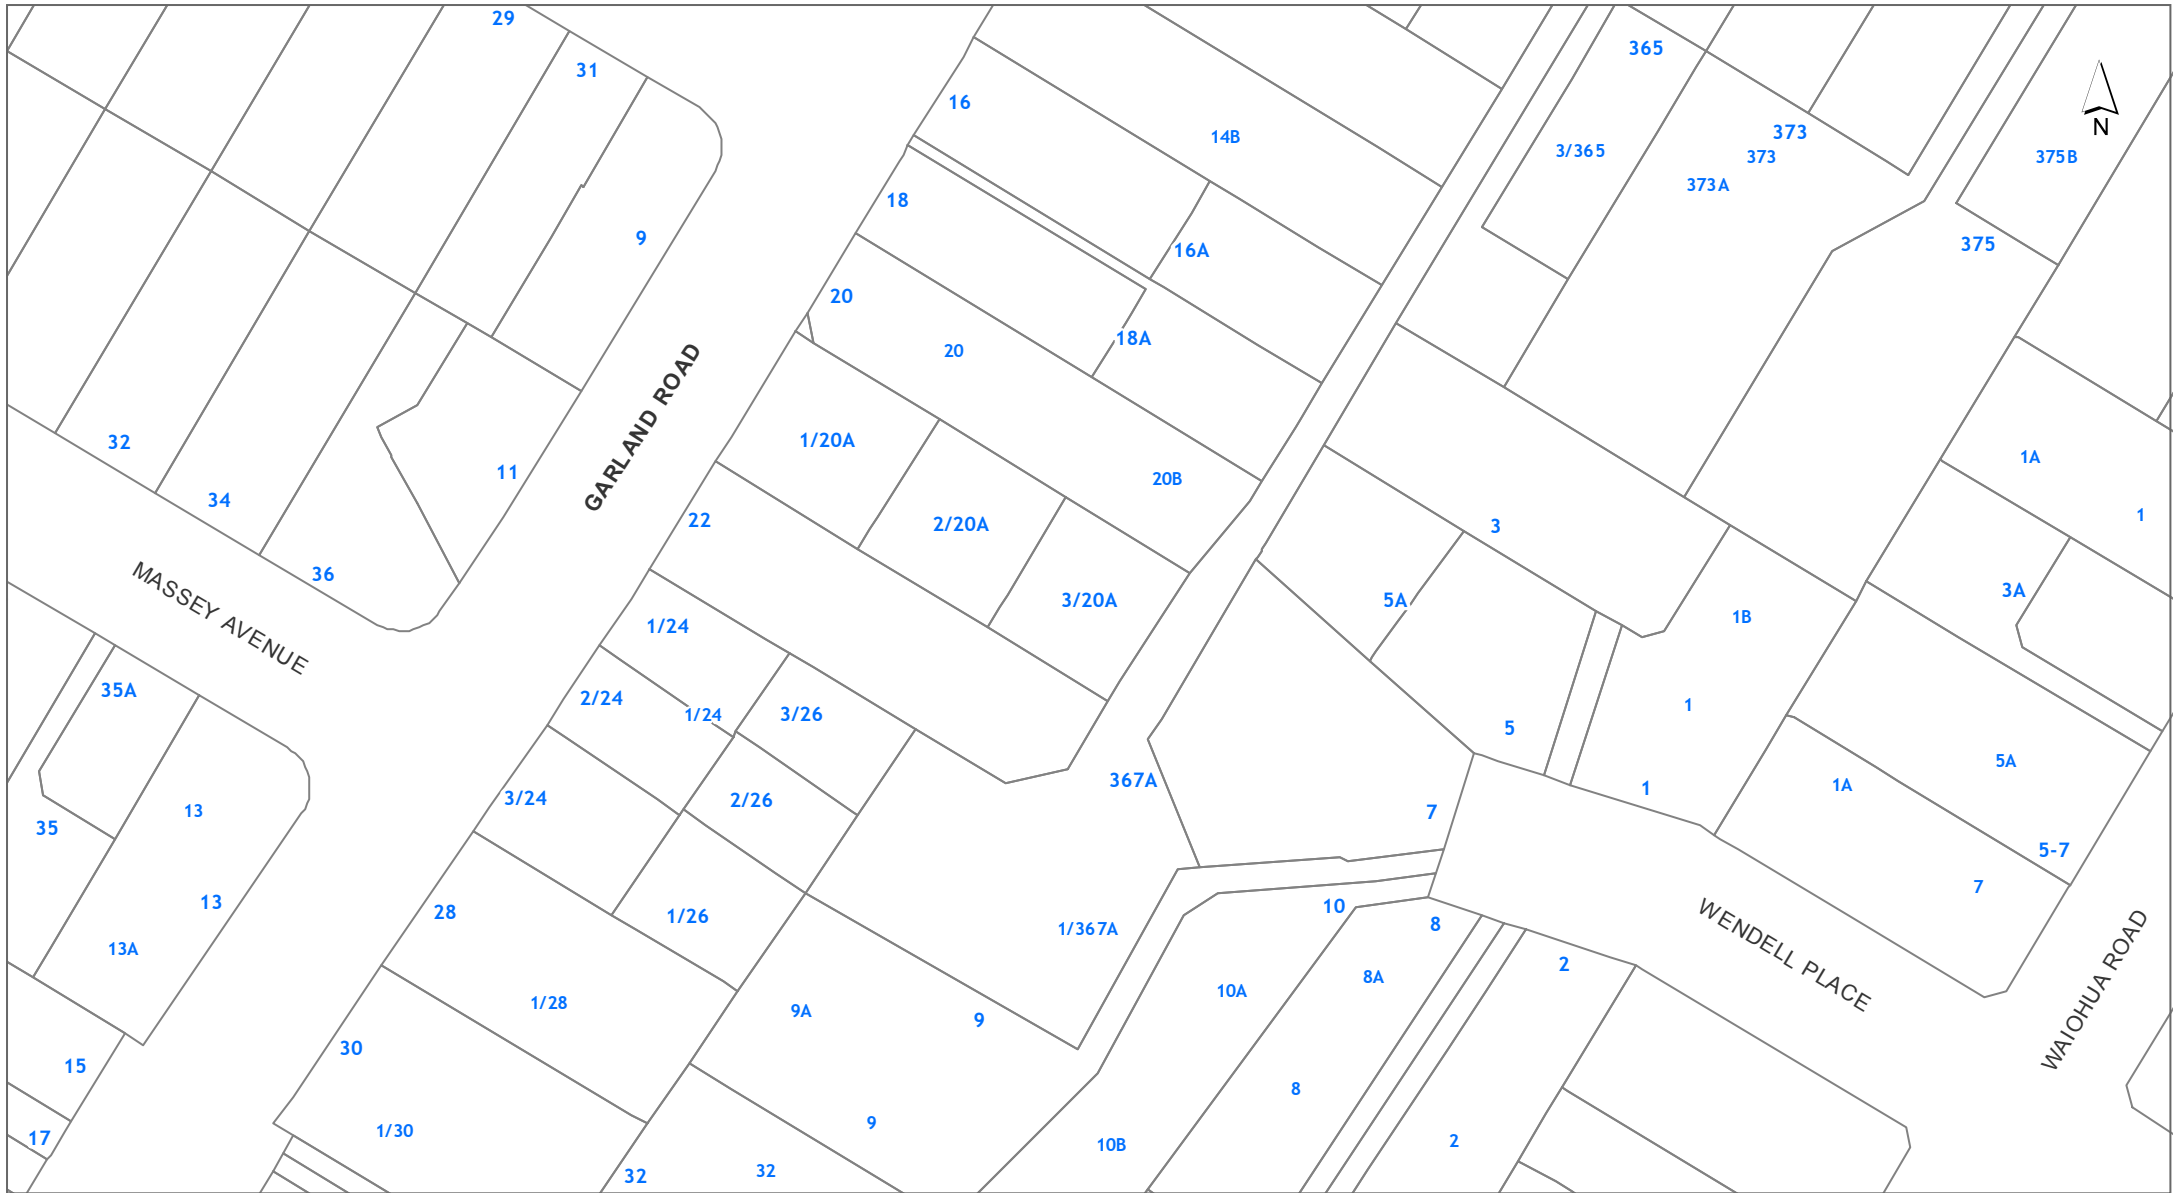 29
365
31
16
373
14B
3/365
373
375B
N
373A
18
9
375
16A
20
18A
20
1/20A
32
1A
11
20B
34
GARLAND ROAD
1
22
2/20A
3
36
3A
5A
3/20A
MASSEY AVENUE
1B
1/24
35A
2/24
1
1/24
3/26
5
5A
367A
1A
1
3/24
2/26
13
7
35
5-7
7
13
10
28
1/26
8
1/367A
WENDELL PLACE
13A
2
8A
10A
WAIOHUA ROAD
1/28
9A
9
30
15
8
9
1/30
17
10B
2
32
32